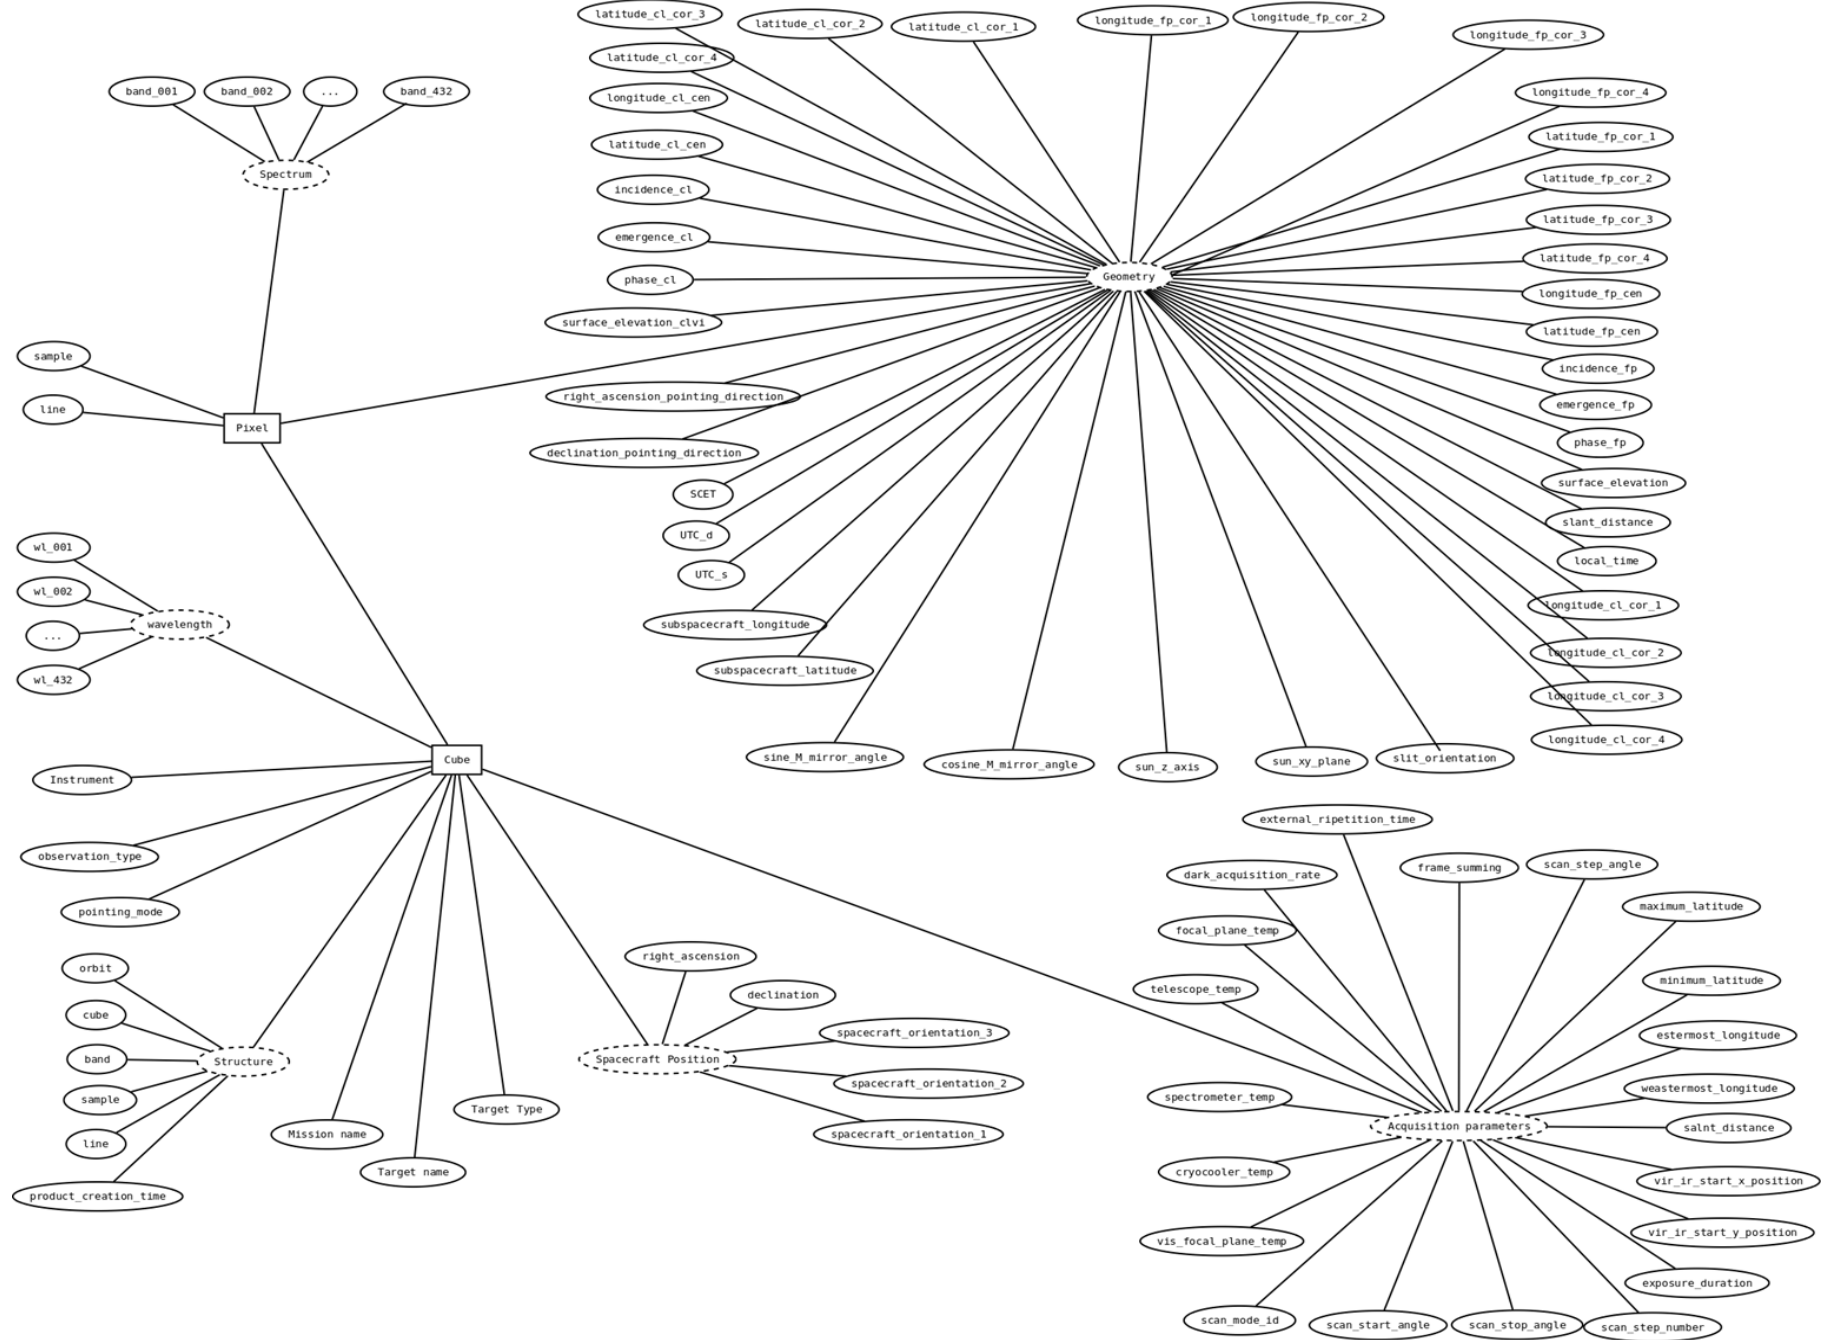 latitude_cl_cor_3
latitude_cl_cor_2
latitude_cl_cor_1
longitude_fp_cor_1
longitude_fp_cor_2
longitude_fp_cor_3
latitude_cl_cor_4
longitude_cl_cen
latitude_cl_cen
incidence_cl
emergence_cl
phase_cl
surface_elevation_clvi
right_ascension_pointing_direction
declination_pointing_direction
SCET
UTC_d
UTC_s
subspacecraft_longitude
subspacecraft_latitude
sine_M_mirror_angle
cosine_M_mirror_angle
sun_z_axis
sun_xy_plane
slit_orientation
Geometry
longitude_fp_cor_4
latitude_fp_cor_1
latitude_fp_cor_2
latitude_fp_cor_3
latitude_fp_cor_4
longitude_fp_cen
latitude_fp_cen
incidence_fp
emergence_fp
phase_fp
surface_elevation
slant_distance
local_time
longitude_cl_cor_1
longitude_cl_cor_2
longitude_cl_cor_3
longitude_cl_cor_4
band_001
band_002
...
band_432
Spectrum
sample
line
Pixel
wl_001
wl_002
...
wl_432
wavelength
Cube
Instrument
observation_type
pointing_mode
orbit
cube
band
sample
line
product_creation_time
Structure
Mission name
Target name
Target Type
Spacecraft Position
right_ascension
declination
spacecraft_orientation_3
spacecraft_orientation_2
spacecraft_orientation_1
external_ripetition_time
dark_acquisition_rate
frame_summing
scan_step_angle
focal_plane_temp
maximum_latitude
telescope_temp
minimum_latitude
estermost_longitude
spectrometer_temp
weastermost_longitude
Acquisition parameters
salnt_distance
cryocooler_temp
vir_ir_start_x_position
vis_focal_plane_temp
vir_ir_start_y_position
exposure_duration
scan_mode_id
scan_start_angle
scan_stop_angle
scan_step_number